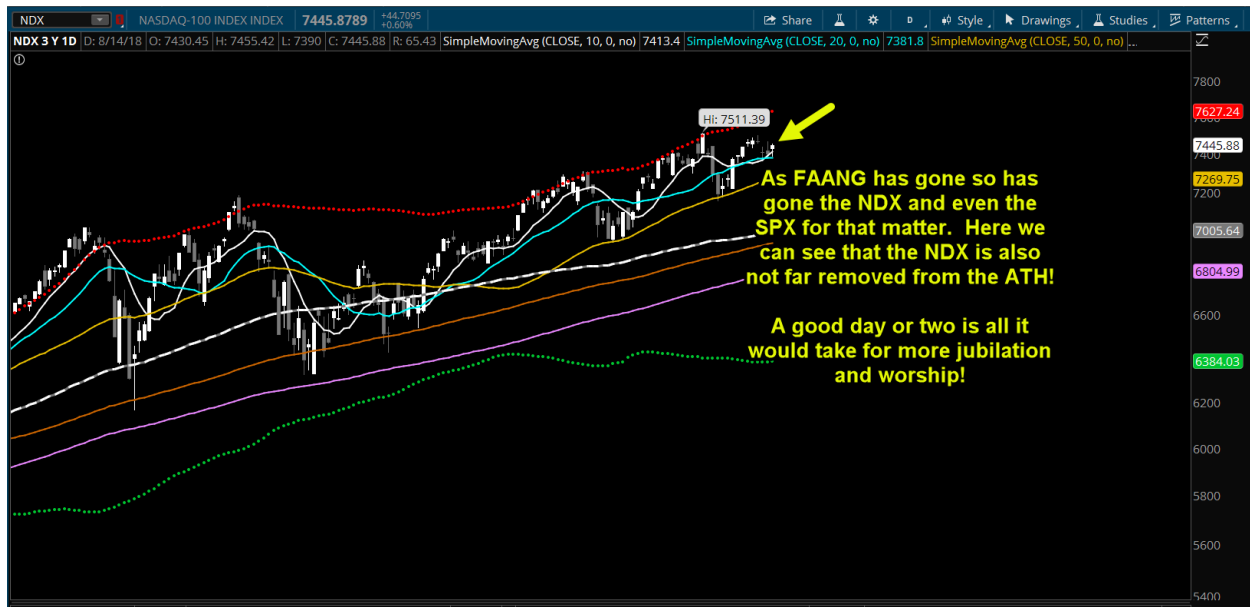 NDX
NASDAQ-100 INDEX INDEX
7445.8789
+44.7095
+0.60%
Share
D
Style
Drawings
Studies
Patterns
NDX 3 Y 1D D: 8/14/18 O: 7430.45 H: 7455.42 L: 7390 C: 7445.88 R: 65.43 SimpleMovingAvg (CLOSE, 10, 0, no) 7413.4 SimpleMovingAvg (CLOSE, 20, 0, no) 7381.8 SimpleMovingAvg (CLOSE, 50, 0, no) ...
Hi: 7511.39
As FAANG has gone so has
gone the NDX and even the
SPX for that matter. Here we
can see that the NDX is also
not far removed from the ATH!
A good day or two is all it
would take for more jubilation
and worship!
7800
7627.24
7600
7445.88
7400
7269.75
7200
7005.64
6804.99
6600
6384.03
6200
6000
5800
5600
5400